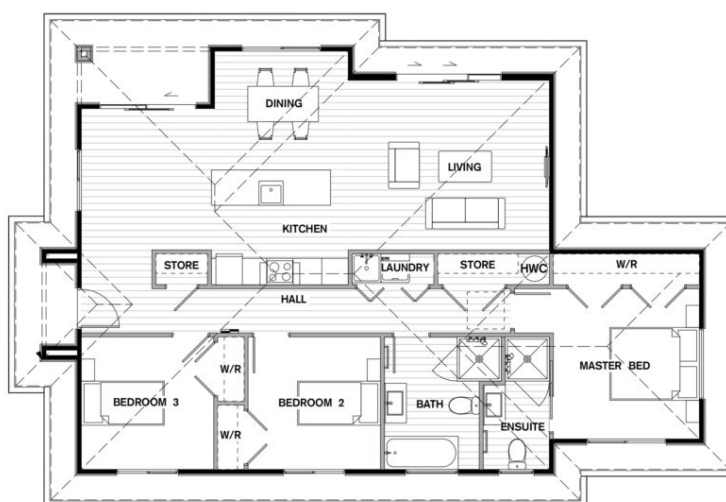 DINING
LIVING
KITCHEN
STORE
LAUNDRY
STORE
HWC
W/R
HALL
MASTER BED
W/R
BEDROOM 3
BEDROOM 2
BATH
W/R
ENSUITE